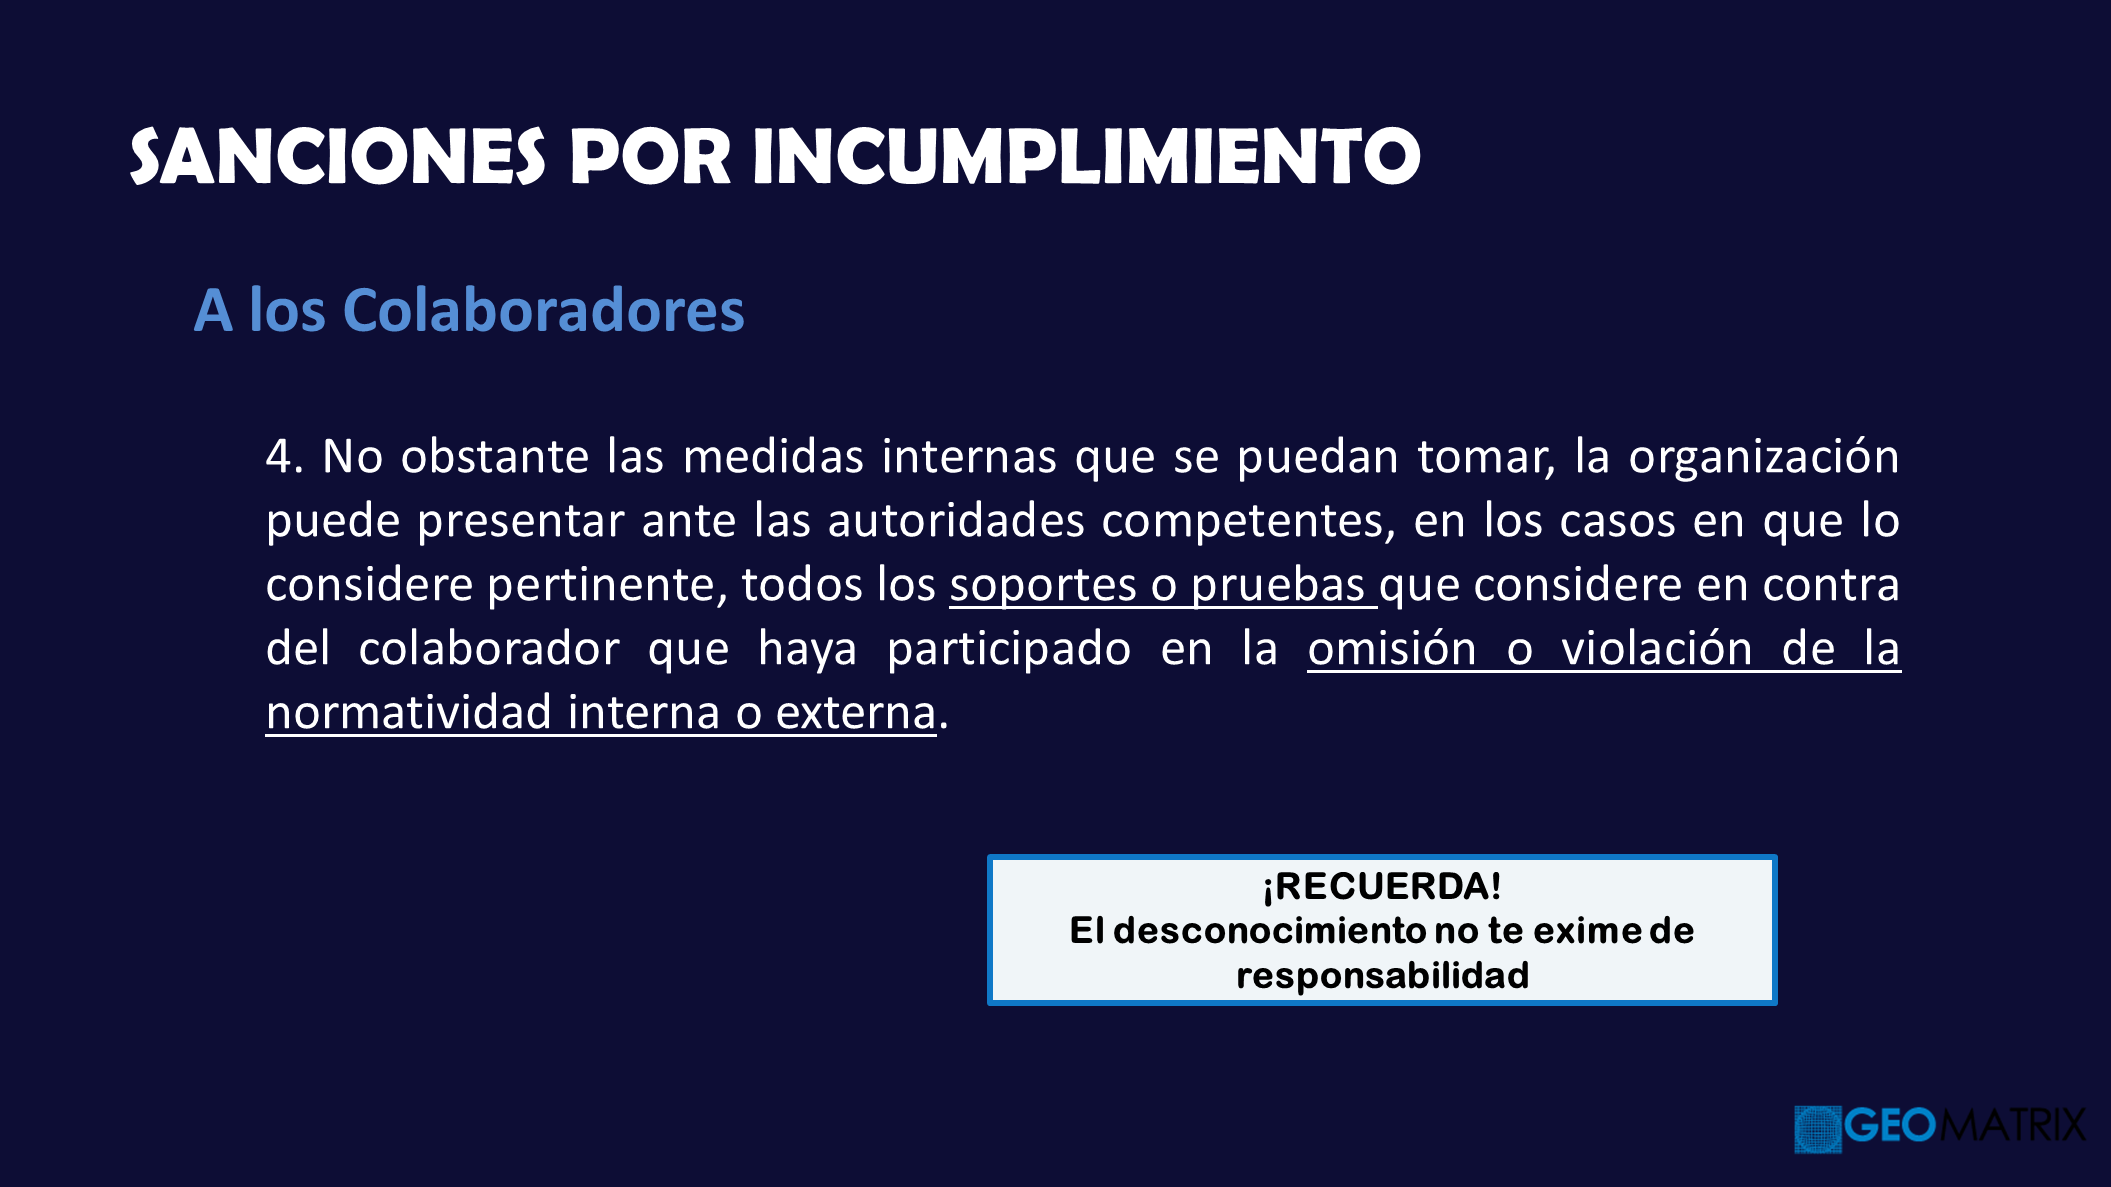 SANCIONES POR INCUMPLIMIENTO
A los Colaboradores
4. No obstante las medidas internas que se puedan tomar, la organización
puede presentar ante las autoridades competentes, en los casos en que lo
considere pertinente, todos los soportes o pruebas que considere en contra
del colaborador que haya participado en la omisión o violación de la
normatividad interna o externa.
¡RECUERDA!
El desconocimiento no te exime de
responsabilidad
GEOMATRIX